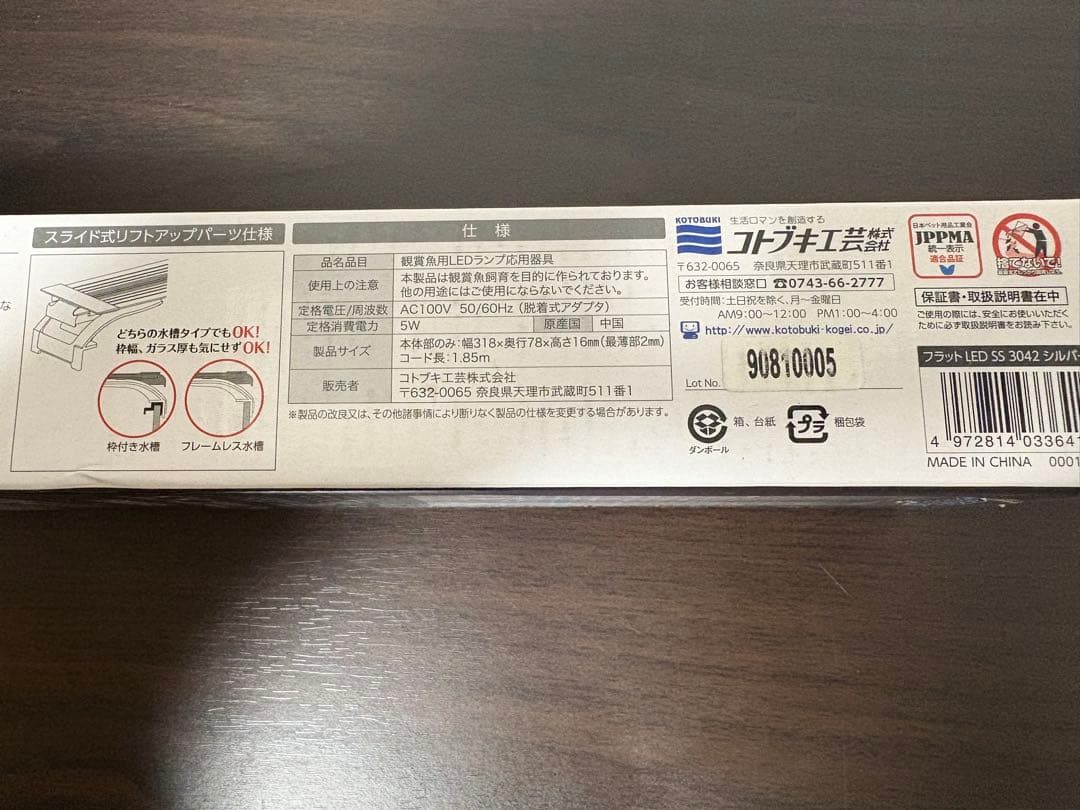 な
スライド式リフトアップパーツ仕様
どちらの水槽タイプでもOK!
枠幅、ガラス厚も気にせずOK!
枠付き水槽
フレームレス水槽
仕 様
品名品目 観賞魚用LEDランプ応用器具
使用上の注意 本製品は観賞魚飼育を目的に作られております。
他の用途にはご使用にならないでください。
定格電圧/周波数 AC100V 50/60Hz (脱着式アダプタ)
定格消費電力 5W 原産国 中国
製品サイズ 本体部のみ:幅318×奥行78×高さ16mm(最薄部2mm)
コード長:1.85m
販売者 コトブキ工芸株式会社
〒632-0065 奈良県天理市武蔵町511番1
※製品の改良又は、その他諸事情により断りなく製品の仕様を変更する場合があります。
KOTOBUKI 生活ロマンを創造する
コトブキ工芸株式会社
〒632-0065 奈良県天理市武蔵町511番1
お客様相談窓口 ☎0743-66-2777
受付時間:土日祝を除く、月〜金曜日
AM9:00〜12:00 PM1:00〜4:00
http://www.kotobuki-kogei.co.jp/
Lot No. 90810005
ダンボール
箱、台紙
プラ
梱包袋
日本ペット用品工業会
JPPMA
統一表示
適合品証
捨てないで!
保証書・取扱説明書在中
ご使用の際には、安全にお使いいただく
ために必ず取扱説明書をお読み下さい。
フラット LED SS 3042 シルバー
4 972814 033641
MADE IN CHINA 0001